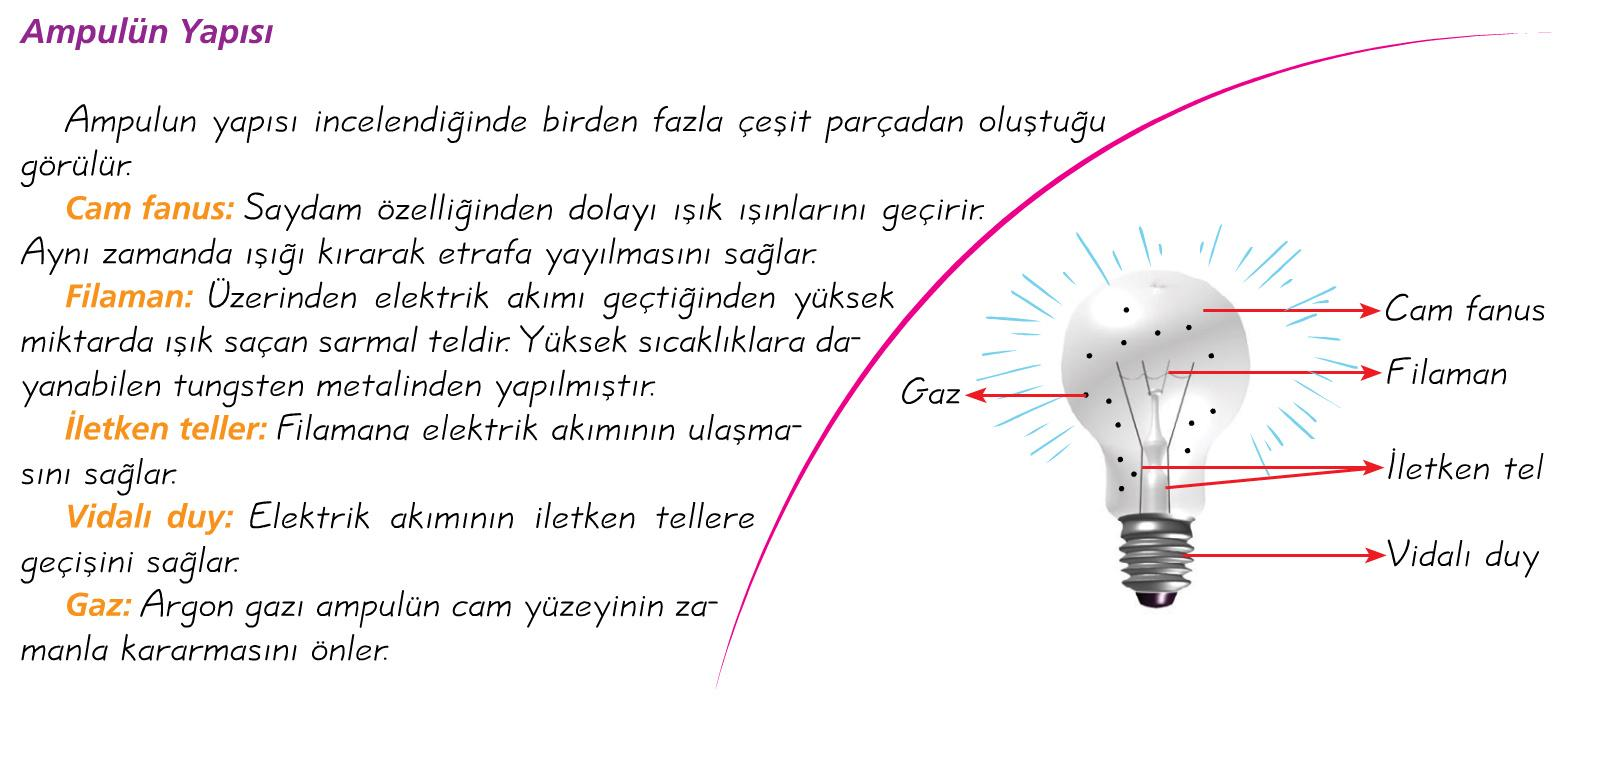 Ampulün Yapısı
Ampulun yapısı incelendiğinde birden fazla çeşit parçadan oluştuğu
görülür.
Cam fanus: Saydam özelliğinden dolayı ışık ışınlarını geçirir.
Aynı zamanda ışığı kırarak etrafa yayılmasını sağlar.
Filaman: Üzerinden elektrik akımı geçtiğinden yüksek
miktarda ışık saçan sarmal teldir. Yüksek sıcaklıklara da-
yanabilen tungsten metalinden yapılmıştır.
İletken teller: Filamana elektrik akımının ulaşma-
sını sağlar.
Vidalı duy: Elektrik akımının iletken tellere
geçişini sağlar.
Gaz: Argon gazı ampulün cam yüzeyinin za-
manla kararmasını önler.
Cam fanus
Filaman
Gaz
İletken tel
Vidalı duy